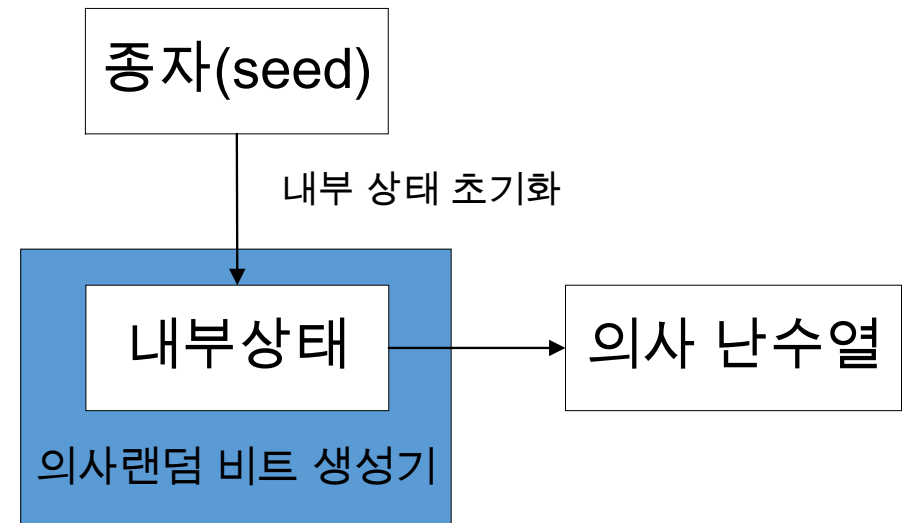 종자(seed)
내부 상태 초기화
내부상태
의사 난수열
의사랜덤 비트 생성기